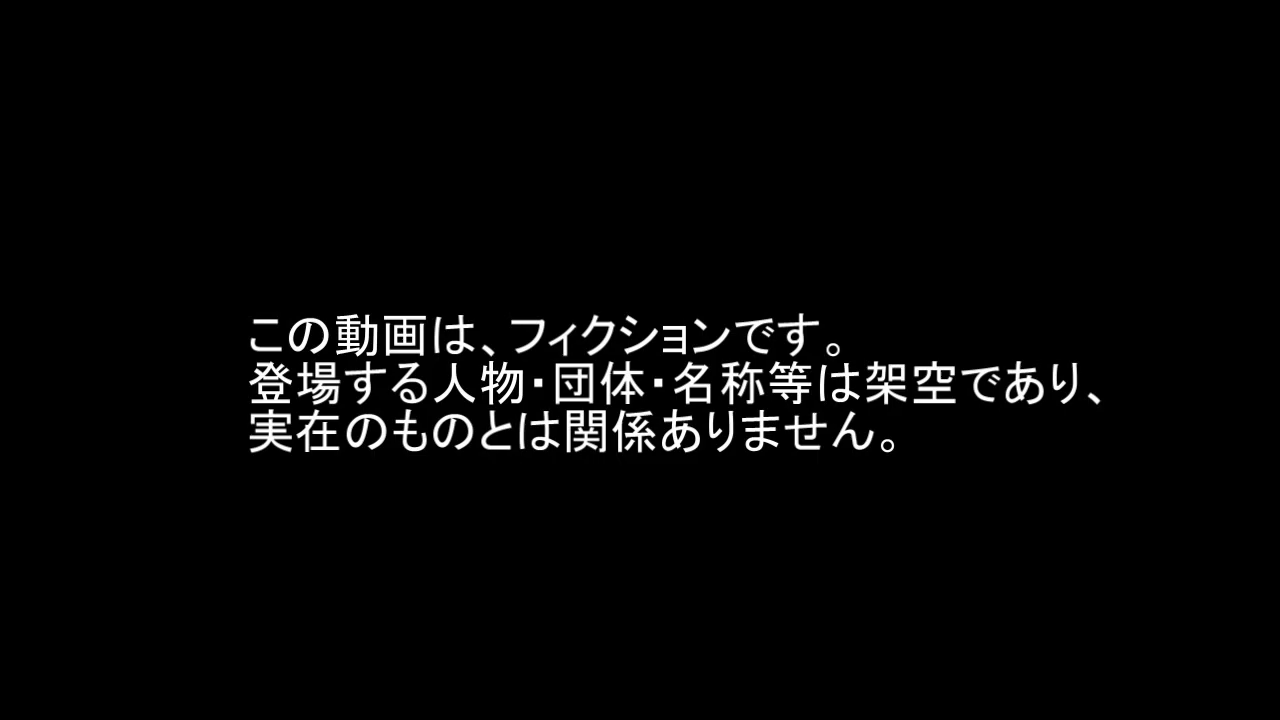 この動画は、フィクションです。
登場する人物・団体・名称等は架空であり、
実在のものとは関係ありません。